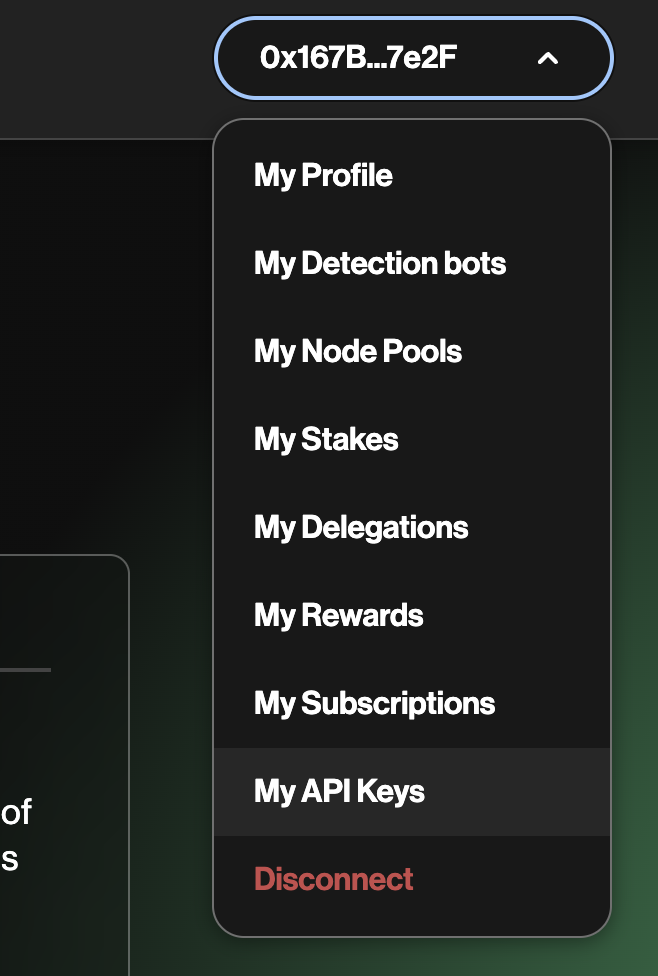 0x167B...7e2F
My Profile
My Detection bots
My Node Pools
My Stakes
My Delegations
My Rewards
My Subscriptions
My API Keys
Disconnect
of
s